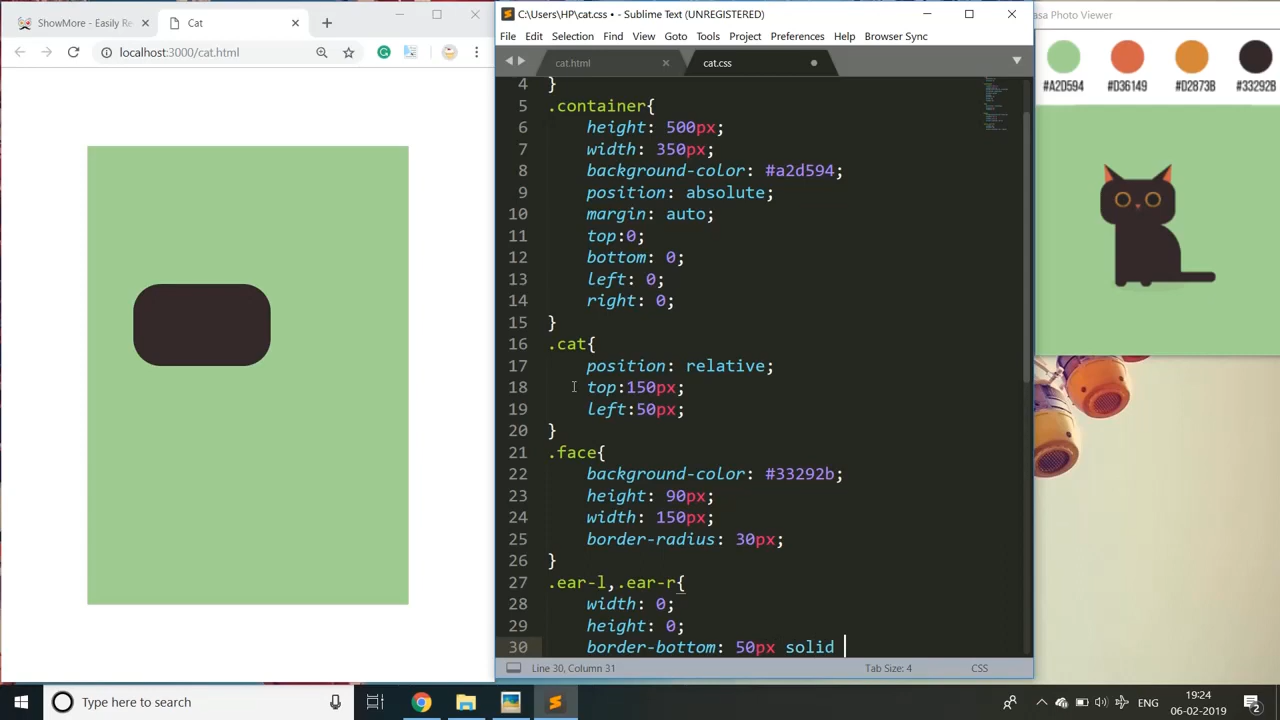 ShowMore - Easily Re
Cat
localhost:3000/cat.html
C:\Users\HP\cat.css • - Sublime Text (UNREGISTERED)
File Edit Selection Find View Goto Project Preferences Help Browser Sync
cat.html
cat.css
4 }
5 .container{
6 height: 500px;
7 width: 350px;
8 background-color: #a2d594;
9 position: absolute;
10 margin: auto;
11 top:0;
12 bottom: 0;
13 left: 0;
14 right: 0;
15 }
16 .cat{
17 position: relative;
18 top:150px;
19 left:50px;
20 }
21 .face{
22 background-color: #33292b;
23 height: 90px;
24 width: 150px;
25 border-radius: 30px;
26 }
27 .ear-l,.ear-r{
28 width: 0;
29 height: 0;
30 border-bottom: 50px solid
Line 30, Column 31
Tab Size: 4
CSS
Photo Viewer
#A2D594 #D36149 #D2873B #33292B
Type here to search
ENG
19:24
06-02-2019
2